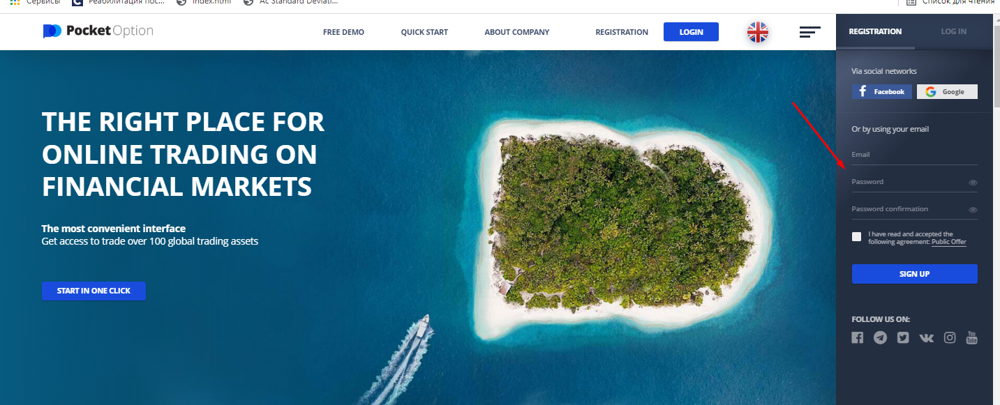 Сервисы
Реабилитация пос...
index.html
Ac Standard Deviati...
Список для чтения
PocketOption
FREE DEMO
QUICK START
ABOUT COMPANY
REGISTRATION
LOGIN
REGISTRATION
LOG IN
THE RIGHT PLACE FOR
ONLINE TRADING ON
FINANCIAL MARKETS
The most convenient interface
Get access to trade over 100 global trading assets
START IN ONE CLICK
Via social networks
Facebook
Google
Or by using your email
Email
Password
Password confirmation
I have read and accepted the
following agreement: Public Offer
SIGN UP
FOLLOW US ON:
You
Tube